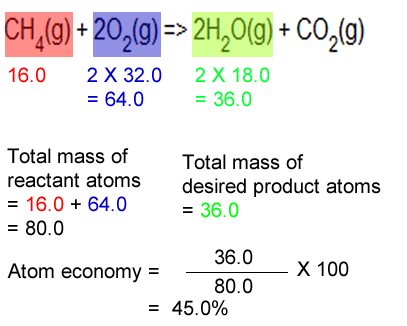 CH₄(g) + 2O₂(g) => 2H₂O(g) + CO₂(g)
16.0 2 X 32.0 2 X 18.0
= 64.0 = 36.0
Total mass of
reactant atoms
= 16.0 + 64.0
= 80.0
Total mass of
desired product atoms
= 36.0
Atom economy = 36.0 / 80.0 X 100
= 45.0%